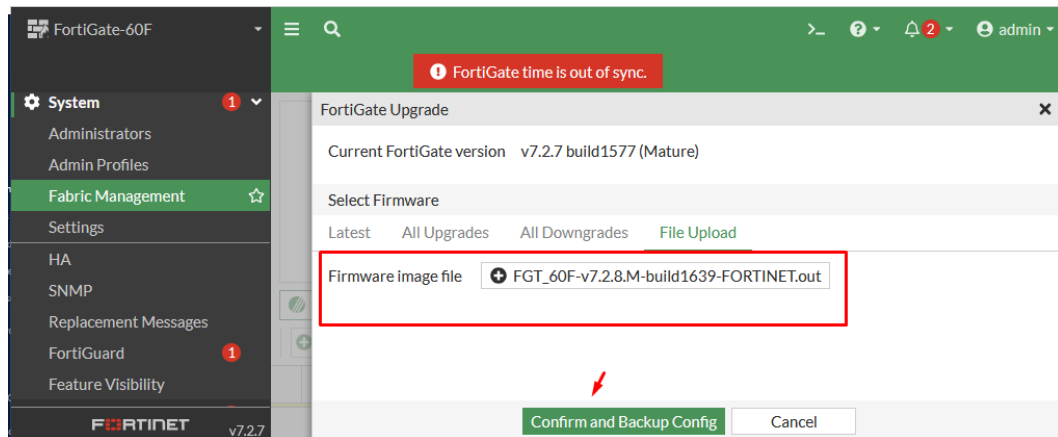 FortiGate-60F
>_
2
admin
FortiGate time is out of sync.
System 1
Administrators
Admin Profiles
Fabric Management
Settings
HA
SNMP
Replacement Messages
FortiGuard 1
Feature Visibility
FORTINET v7.2.7
FortiGate Upgrade
Current FortiGate version v7.2.7 build1577 (Mature)
Select Firmware
Latest All Upgrades All Downgrades File Upload
Firmware image file FGT_60F-v7.2.8.M-build1639-FORTINET.out
Confirm and Backup Config Cancel